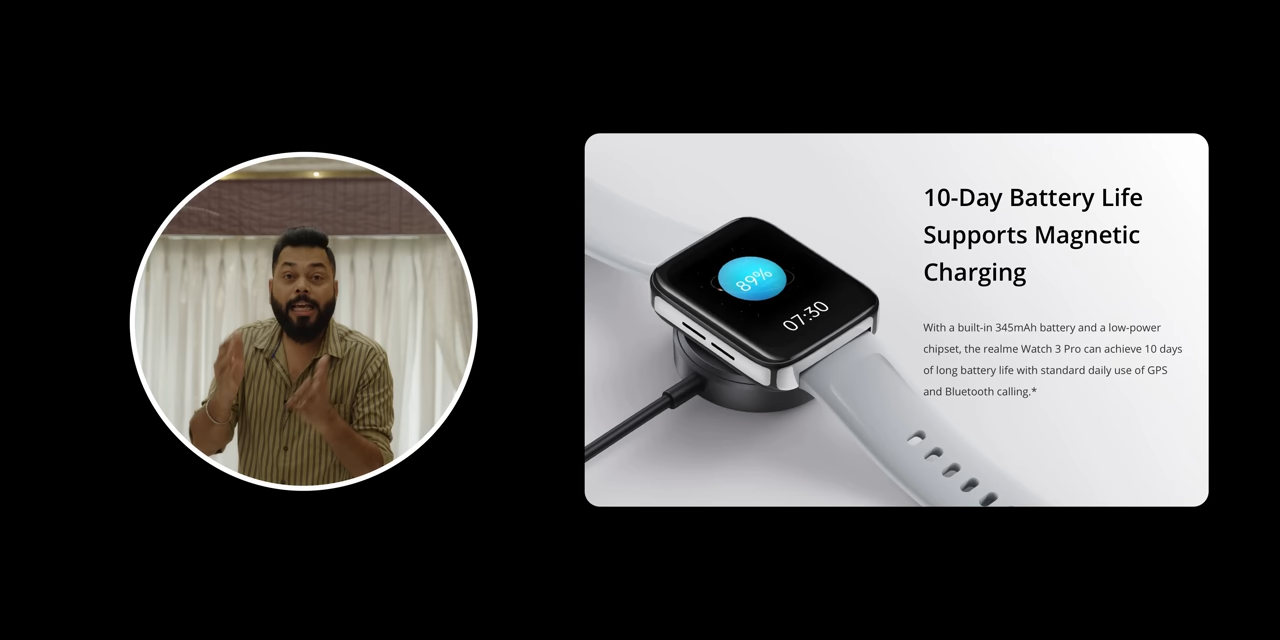 10-Day Battery Life
Supports Magnetic
Charging
With a built-in 345mAh battery and a low-power
chipset, the realme Watch 3 Pro can achieve 10 days
of long battery life with standard daily use of GPS
and Bluetooth calling.*
89%
07:30